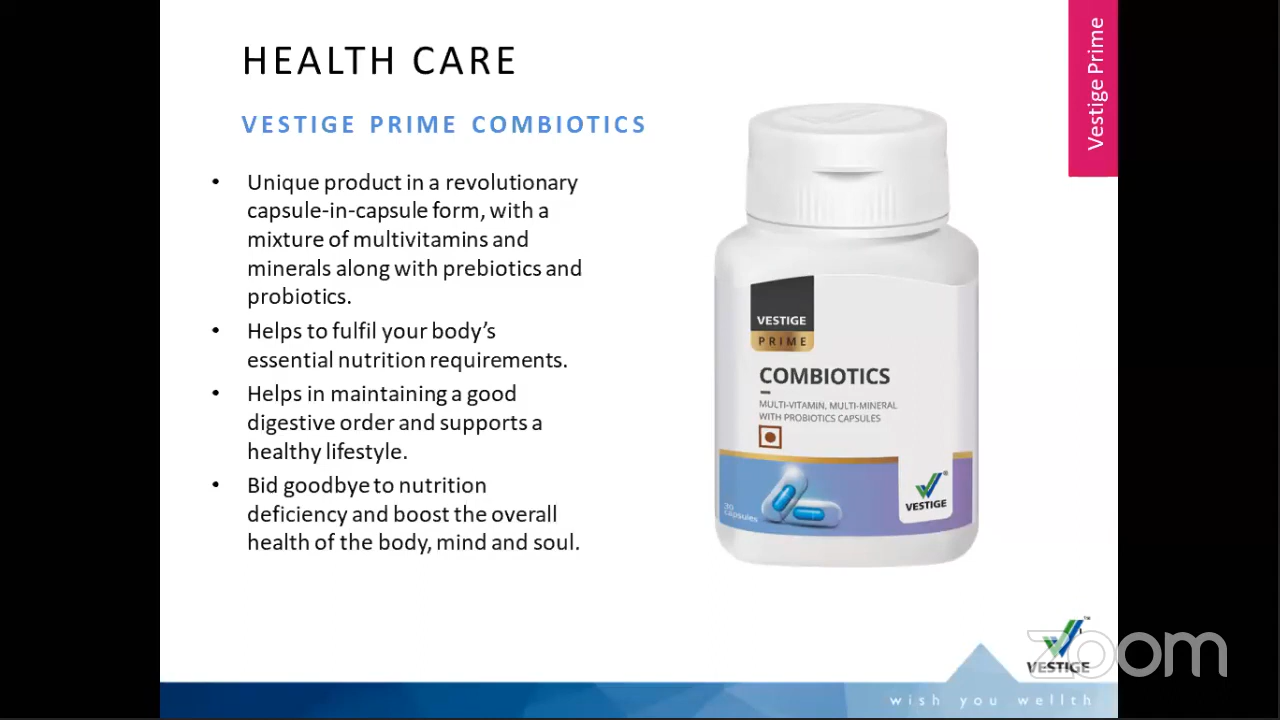 HEALTH CARE
VESTIGE PRIME COMBIOTICS
• Unique product in a revolutionary
capsule-in-capsule form, with a
mixture of multivitamins and
minerals along with prebiotics and
probiotics.
• Helps to fulfil your body's
essential nutrition requirements.
• Helps in maintaining a good
digestive order and supports a
healthy lifestyle.
• Bid goodbye to nutrition
deficiency and boost the overall
health of the body, mind and soul.
Vestige Prime
VESTIGE
PRIME
COMBIOTICS
MULTI-VITAMIN, MULTI-MINERAL
WITH PROBIOTICS CAPSULES
30
Capsules
VESTIGE®
VESTIGE™
zoom
wish you wellth